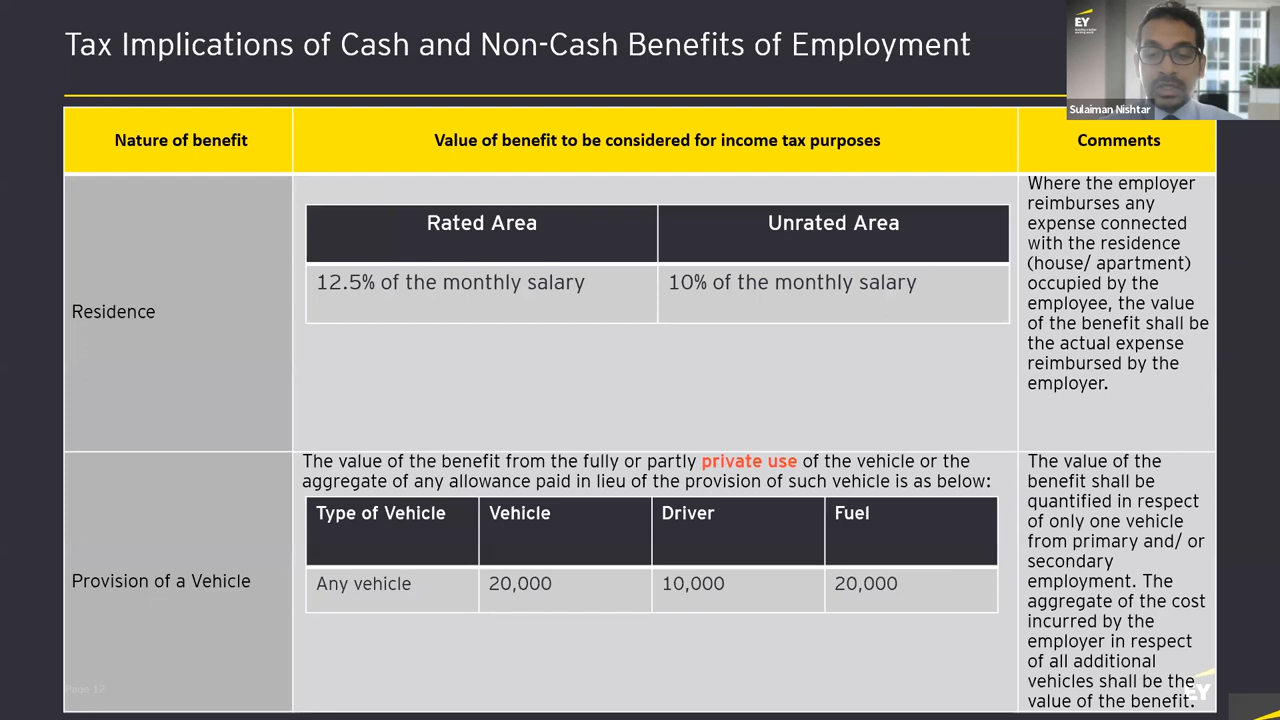 Tax Implications of Cash and Non-Cash Benefits of Employment
EY
Sulaiman Nishtar
Nature of benefit
Value of benefit to be considered for income tax purposes
Comments
Residence
Rated Area
Unrated Area
12.5% of the monthly salary
10% of the monthly salary
Where the employer
reimburses any
expense connected
with the residence
(house/ apartment)
occupied by the
employee, the value
of the benefit shall be
the actual expense
reimbursed by the
employer.
Provision of a Vehicle
The value of the benefit from the fully or partly private use of the vehicle or the
aggregate of any allowance paid in lieu of the provision of such vehicle is as below:
Type of Vehicle
Vehicle
Driver
Fuel
Any vehicle
20,000
10,000
20,000
The value of the
benefit shall be
quantified in respect
of only one vehicle
from primary and/ or
secondary
employment. The
aggregate of the cost
incurred by the
employer in respect
of all additional
vehicles shall be the
value of the benefit.
Page 12
EY